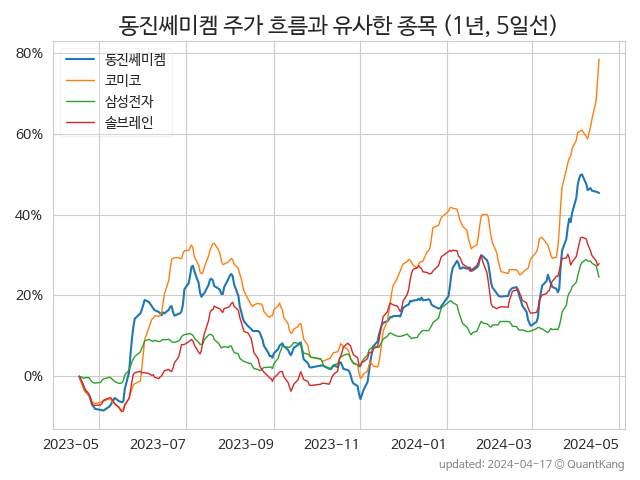 동진쎄미켐 주가 흐름과 유사한 종목 (1년, 5일선)
80%
60%
40%
20%
0%
동진쎄미켐
코미코
삼성전자
솔브레인
2023-05
2023-07
2023-09
2023-11
2024-01
2024-03
2024-05
updated: 2024-04-17 © QuantKang